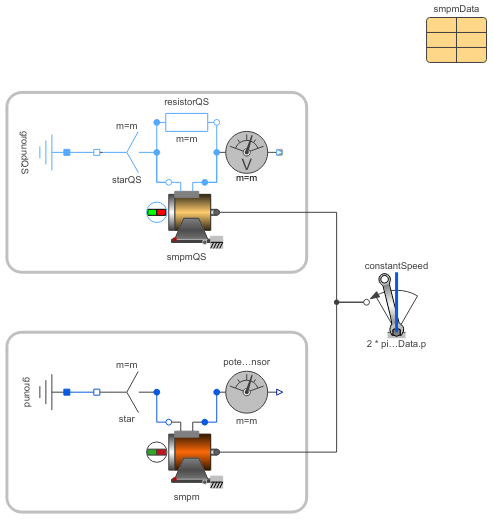 smpmData
resistorQS
m=m
m=m
groundQS
starQS
V
m=m
smpmQS
constantSpeed
2 * pi...Data.p
m=m
pote...nsor
ground
star
m=m
smpm